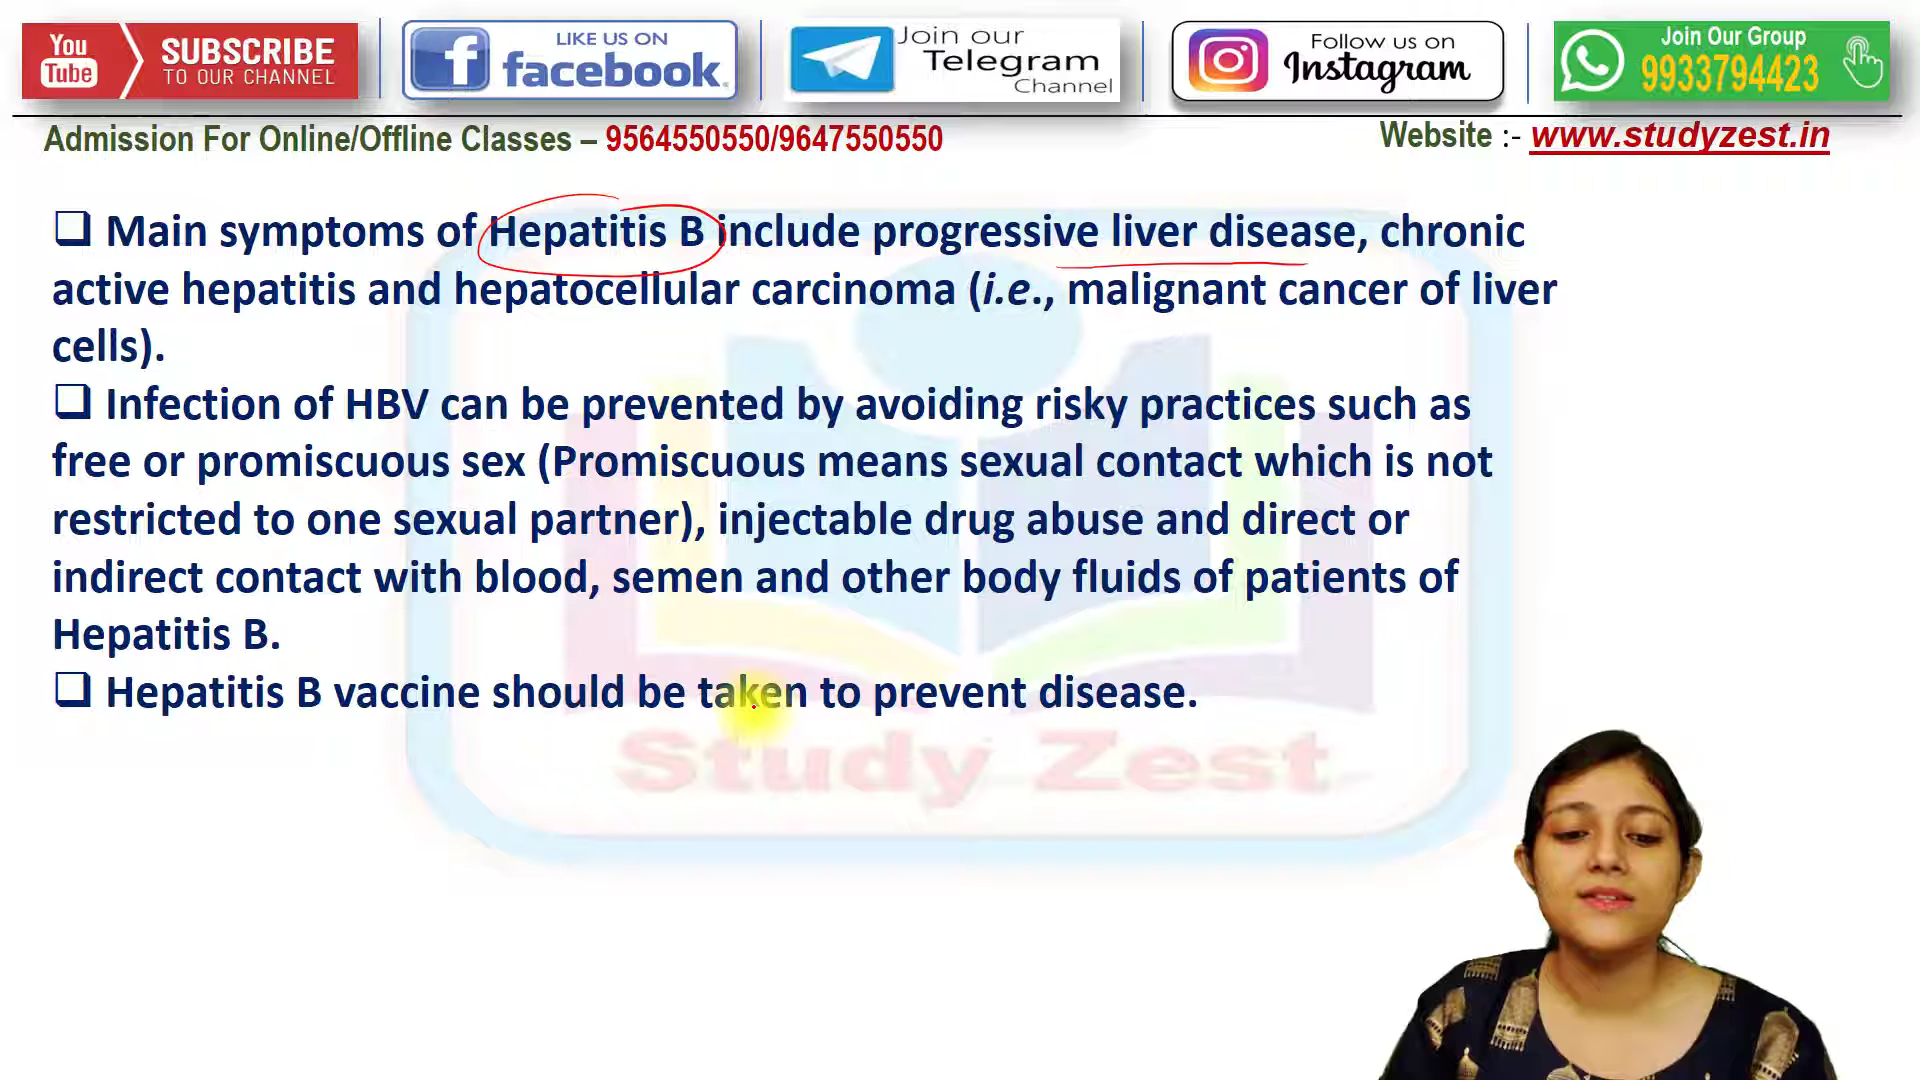 You Tube SUBSCRIBE TO OUR CHANNEL
LIKE US ON facebook.
Join our Telegram Channel
Follow us on Instagram
Join Our Group 9933794423
Admission For Online/Offline Classes – 9564550550/9647550550
Website :- www.studyzest.in
❑ Main symptoms of Hepatitis B include progressive liver disease, chronic
active hepatitis and hepatocellular carcinoma (i.e., malignant cancer of liver
cells).
❑ Infection of HBV can be prevented by avoiding risky practices such as
free or promiscuous sex (Promiscuous means sexual contact which is not
restricted to one sexual partner), injectable drug abuse and direct or
indirect contact with blood, semen and other body fluids of patients of
Hepatitis B.
❑ Hepatitis B vaccine should be taken to prevent disease.
Study Zest